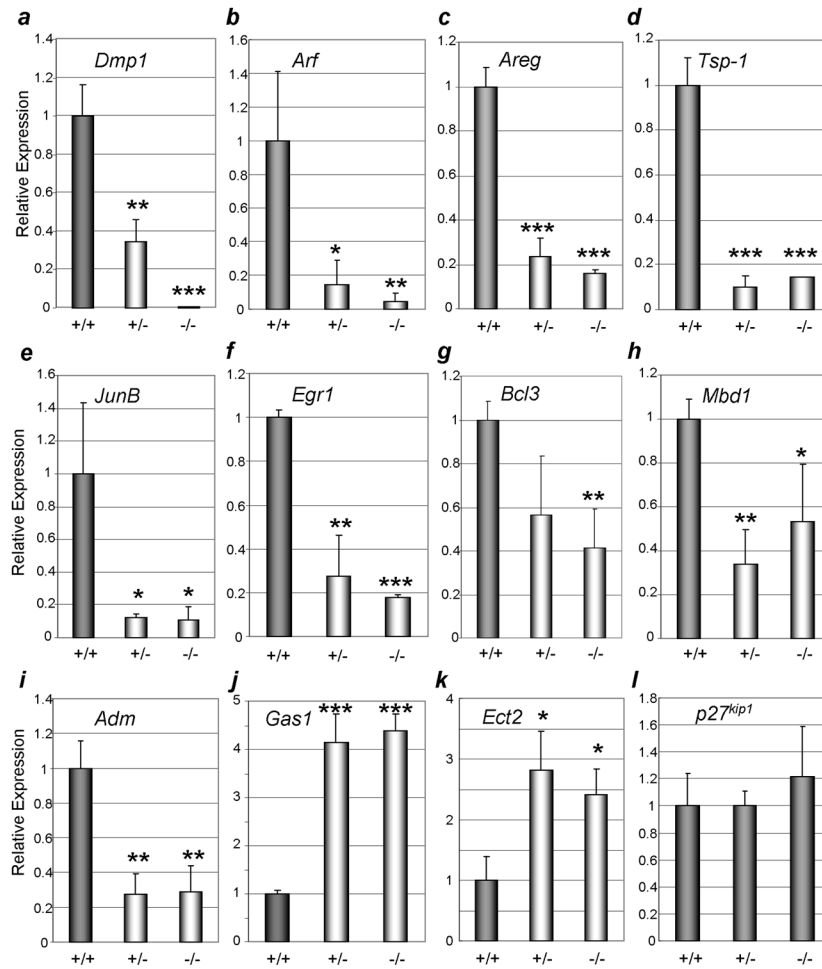 a
b
c
d
Dmp1
Arf
Areg
Tsp-1
Relative Expression
1.4
1.2
1
0.8
0.6
0.4
0.2
0
**
***
+/+ +/- -/-
1.6
1.4
1.2
1
0.8
0.6
0.4
0.2
0
*
**
+/+ +/- -/-
1.2
1
0.8
0.6
0.4
0.2
0
***
***
+/+ +/- -/-
1.2
1
0.8
0.6
0.4
0.2
0
*** ***
+/+ +/- -/-
e
f
g
h
JunB
Egr1
Bcl3
Mbd1
Relative Expression
1.6
1.4
1.2
1
0.8
0.6
0.4
0.2
0
* *
+/+ +/- -/-
1.2
1
0.8
0.6
0.4
0.2
0
**
***
+/+ +/- -/-
1.2
1
0.8
0.6
0.4
0.2
0
**
+/+ +/- -/-
1.2
1
0.8
0.6
0.4
0.2
0
**
*
+/+ +/- -/-
i
j
k
l
Adm
Gas1
Ect2
p27kip1
Relative Expression
1.4
1.2
1
0.8
0.6
0.4
0.2
0
** **
+/+ +/- -/-
5
4
3
2
1
0
*** ***
+/+ +/- -/-
4
3
2
1
0
*
*
+/+ +/- -/-
1.8
1.6
1.4
1.2
1
0.8
0.6
0.4
0.2
0
+/+ +/- -/-